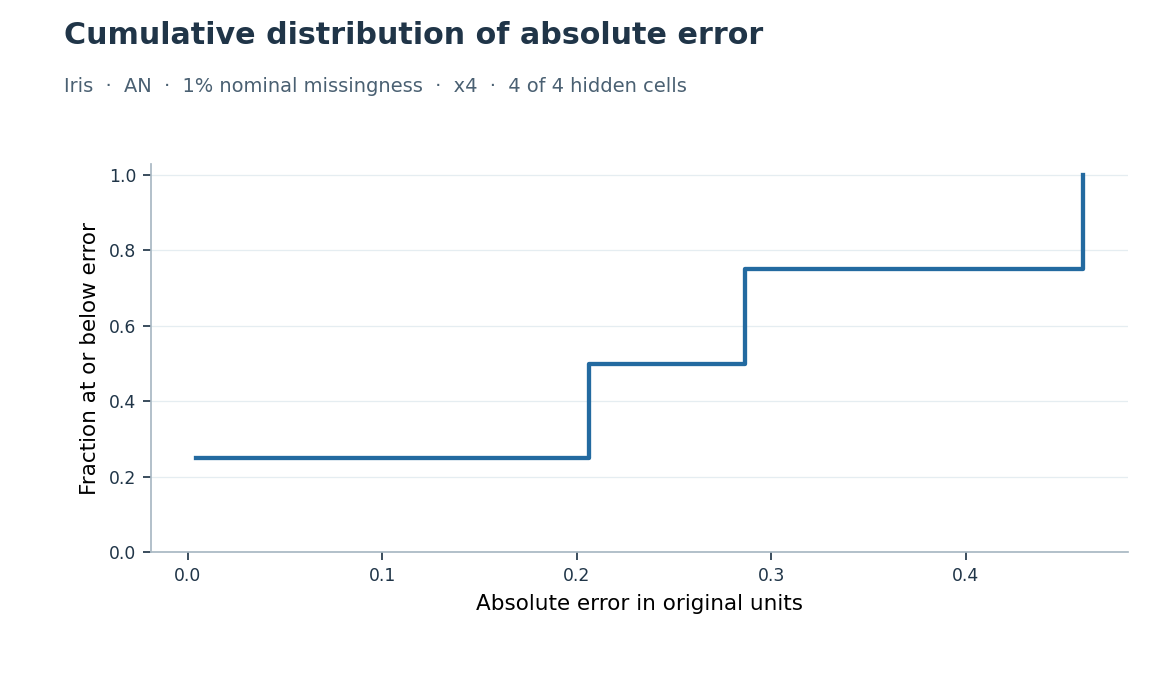 Cumulative distribution of absolute error
Iris · AN · 1% nominal missingness · x4 · 4 of 4 hidden cells
Fraction at or below error
1.0
0.8
0.6
0.4
0.2
0.0
0.0 0.1 0.2 0.3 0.4
Absolute error in original units